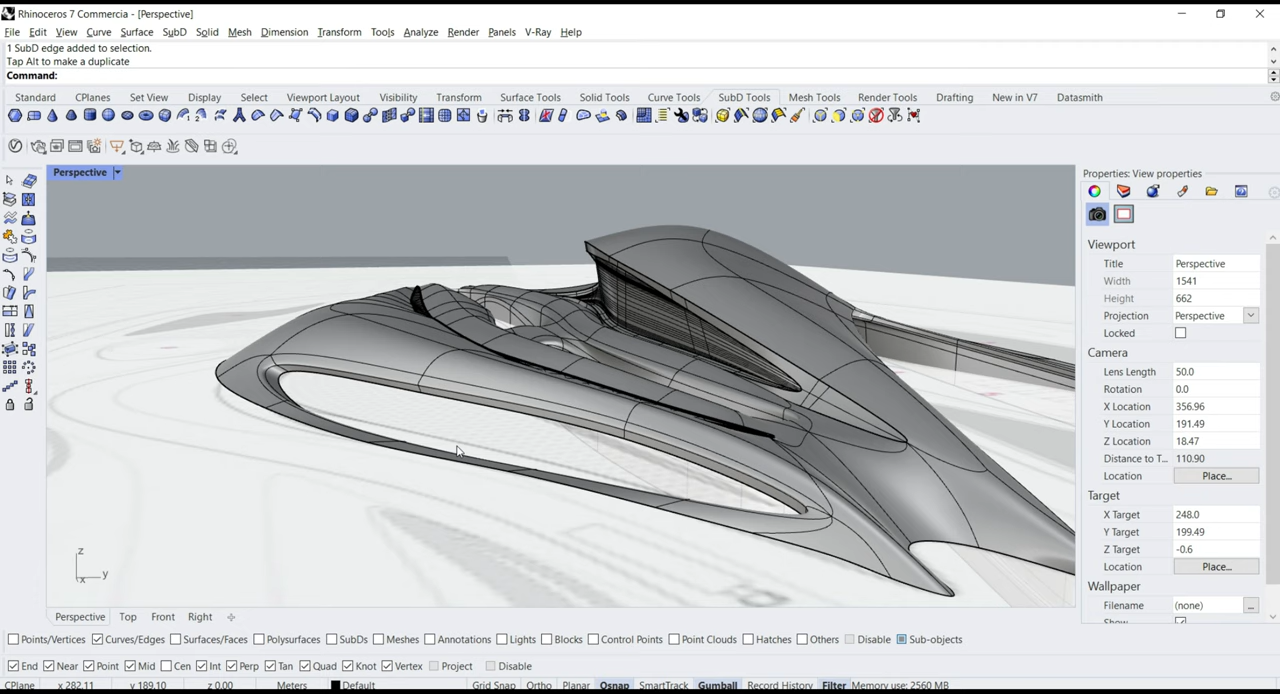 Rhinoceros 7 Commercia - [Perspective]
File Edit View Curve Surface SubD Solid Mesh Dimension Transform Tools Analyze Render Panels V-Ray Help
1 SubD edge added to selection.
Tap Alt to make a duplicate
Command:
Standard CPlanes Set View Display Select Viewport Layout Visibility Transform Surface Tools Solid Tools Curve Tools SubD Tools Mesh Tools Render Tools Drafting New in V7 Datasmith
Perspective
Properties: View properties
Viewport
Title Perspective
Width 1541
Height 662
Projection Perspective
Locked
Camera
Lens Length 50.0
Rotation 0.0
X Location 356.96
Y Location 191.49
Z Location 18.47
Distance to T... 110.90
Location Place...
Target
X Target 248.0
Y Target 199.49
Z Target -0.6
Location Place...
Wallpaper
Filename (none) ...
Show
z
y
x
Perspective Top Front Right
Points/Vertices Curves/Edges Surfaces/Faces Polysurfaces SubDs Meshes Annotations Lights Blocks Control Points Point Clouds Hatches Others Disable Sub-objects
End Near Point Mid Cen Int Perp Tan Quad Knot Vertex Project Disable
CPlane x 282.11 y 189.10 z 0.00 Meters Default Grid Snap Ortho Planar Osnap SmartTrack Gumball Record History Filter Memory use: 2560 MB